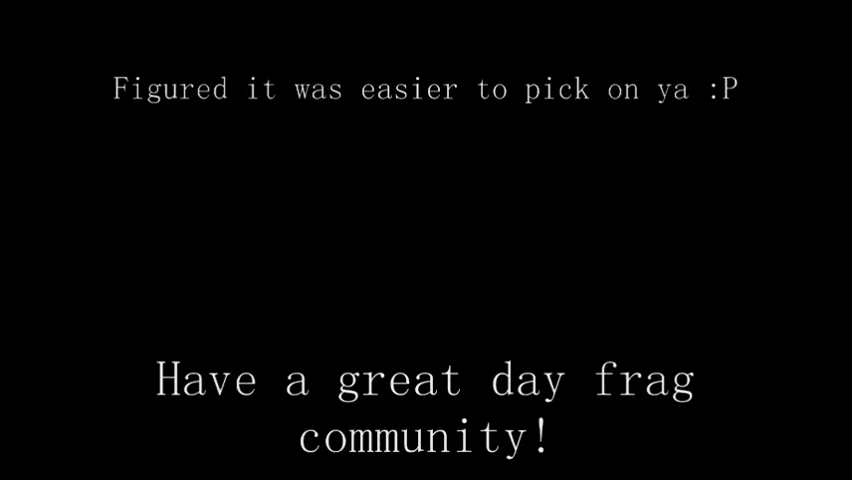 Figured it was easier to pick on ya :P
Have a great day frag
community!